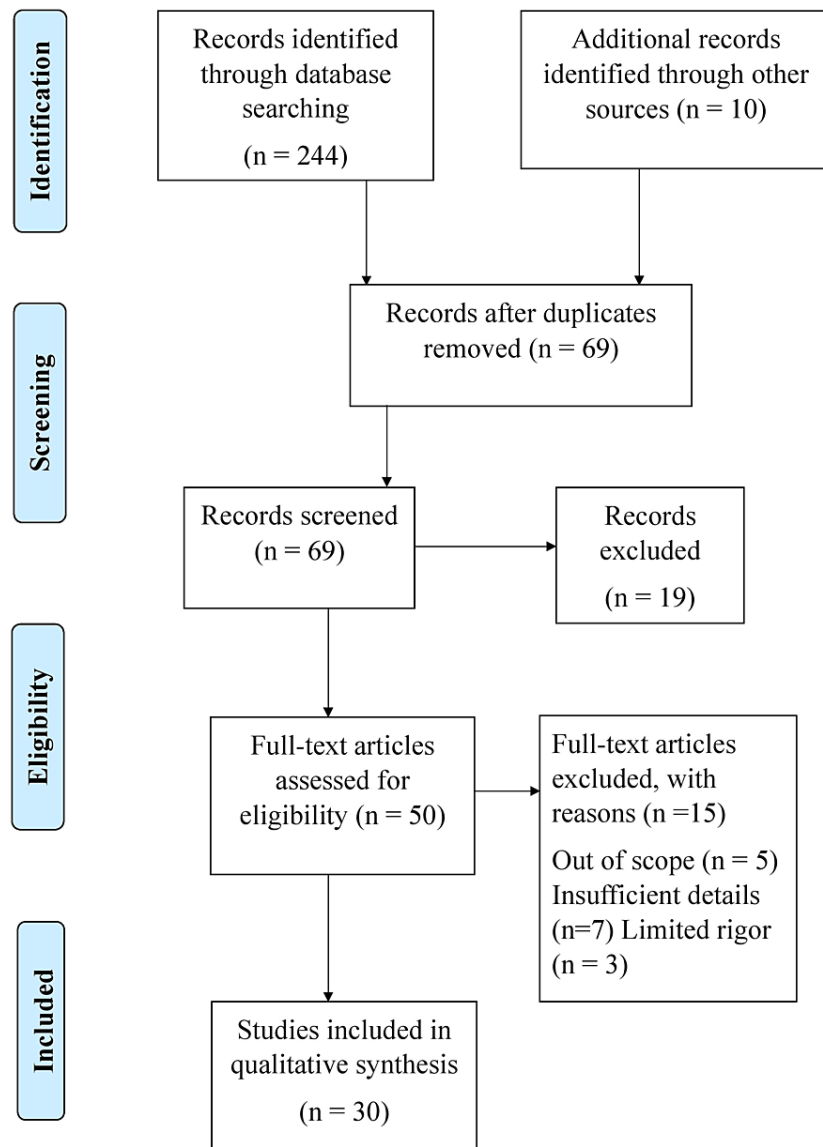 Identification
Records identified
through database
searching
(n = 244)
Additional records
identified through other
sources (n = 10)
Screening
Records after duplicates
removed (n = 69)
Records screened
(n = 69)
Records
excluded
(n = 19)
Eligibility
Full-text articles
assessed for
eligibility (n = 50)
Full-text articles
excluded, with
reasons (n =15)
Out of scope (n = 5)
Insufficient details
(n=7) Limited rigor
(n = 3)
Included
Studies included in
qualitative synthesis
(n = 30)